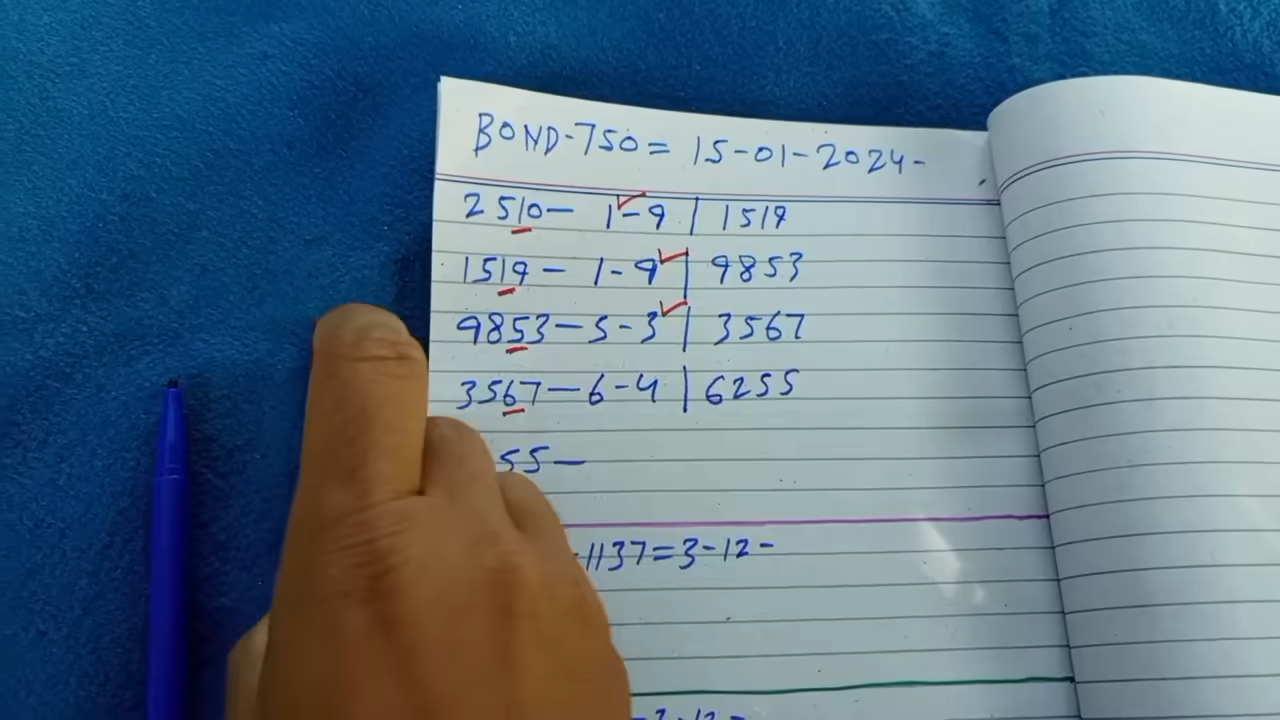 BOND-750= 15-01-2024-
2510— 1-9 | 1519
1519 — 1-9 | 9853
9853 — 5-3 | 3567
3567 — 6-4 | 6255
55 —
-1137=3-12-